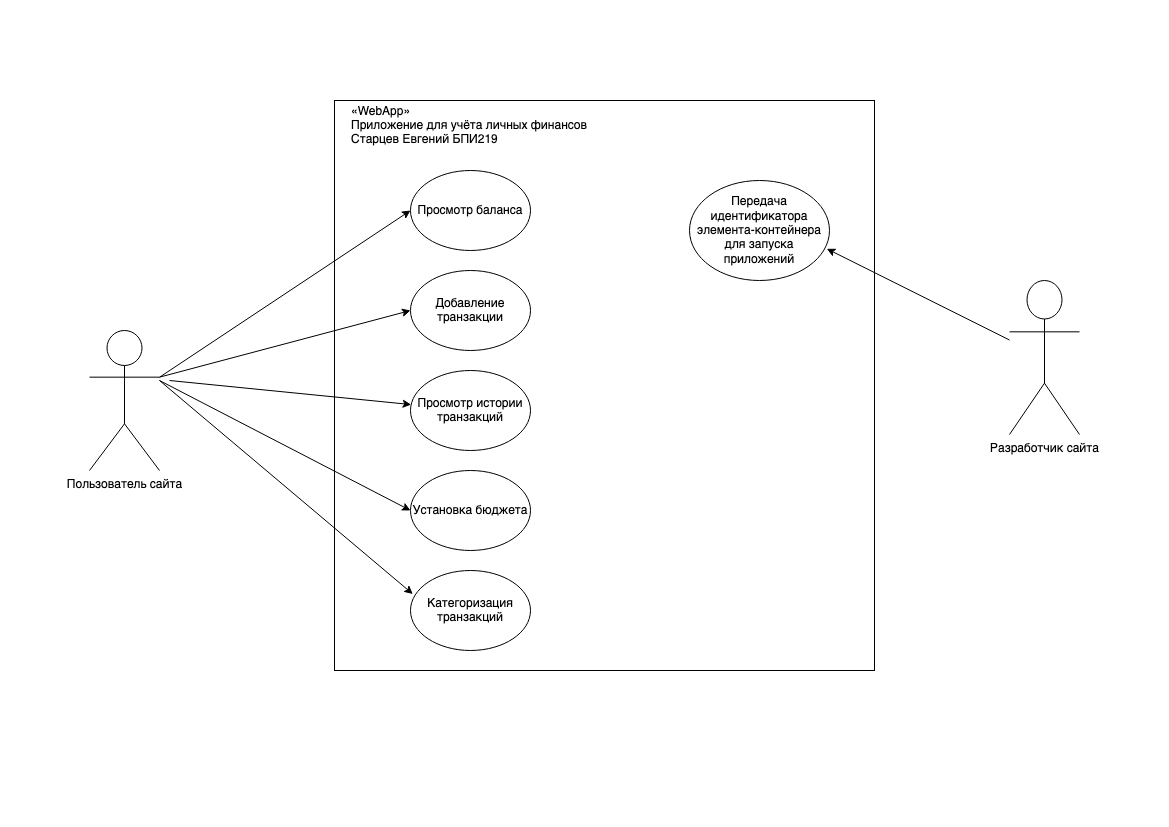 «WebApp»
Приложение для учёта личных финансов
Старцев Евгений БПИ219
Просмотр баланса
Передача
идентификатора
элемента-контейнера
для запуска
приложений
Добавление
транзакции
Просмотр истории
транзакций
Разработчик сайта
Пользователь сайта
Установка бюджета
Категоризация
транзакций